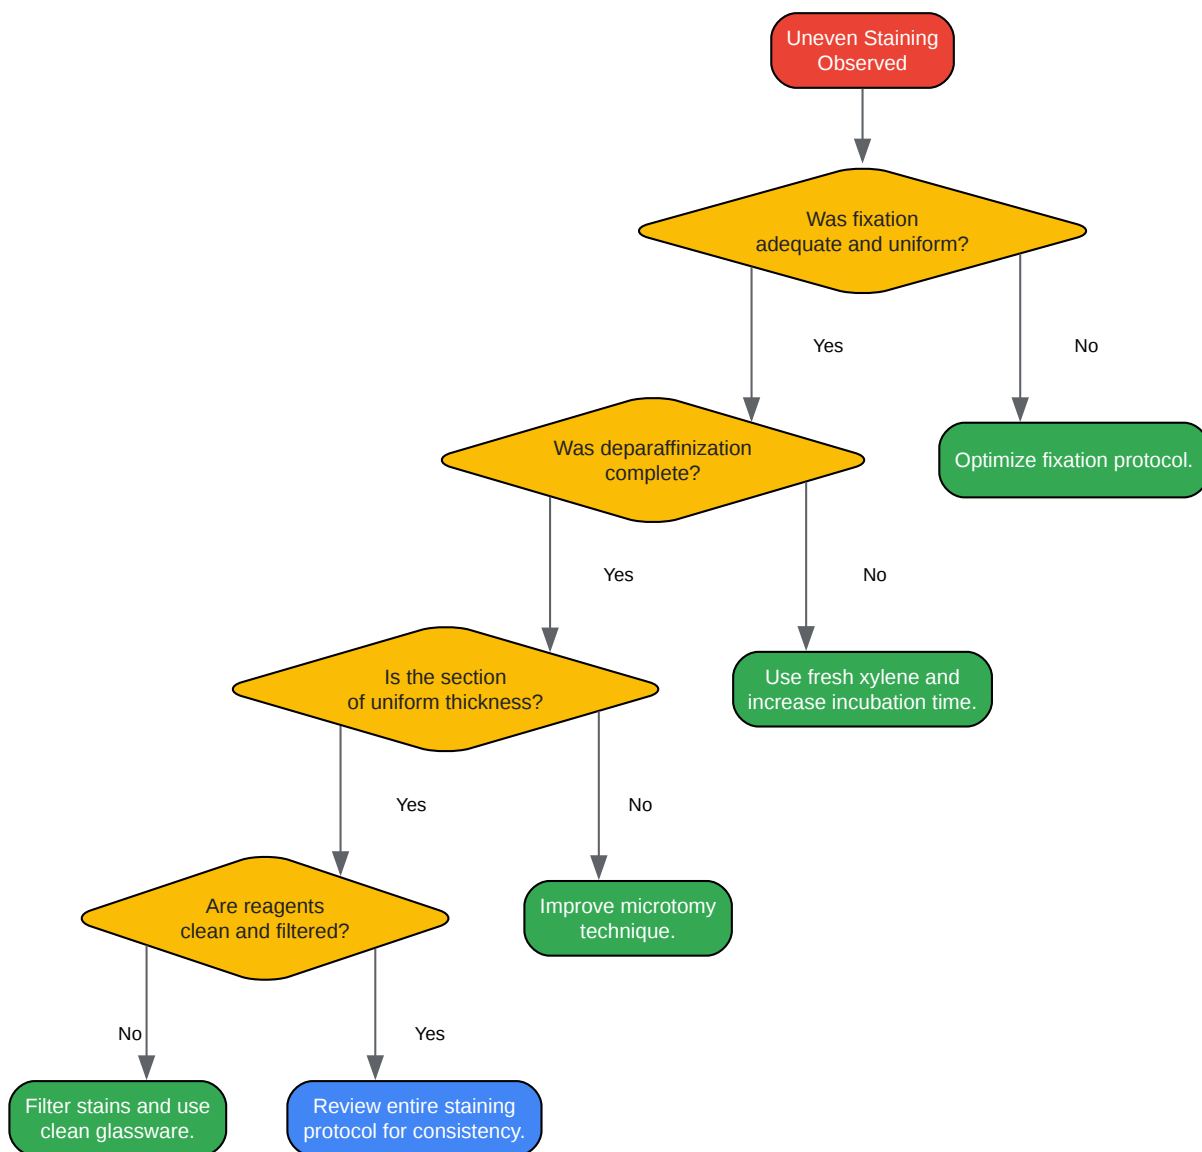 Uneven Staining
Observed
Was fixation
adequate and uniform?
Yes
No
Was deparaffinization
complete?
Optimize fixation protocol.
Yes
No
Is the section
of uniform thickness?
Use fresh xylene and
increase incubation time.
Yes
No
Are reagents
clean and filtered?
Improve microtomy
technique.
No
Yes
Filter stains and use
clean glassware.
Review entire staining
protocol for consistency.